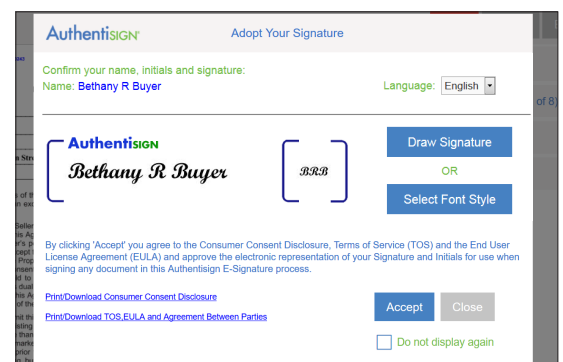 AuthentiSIGN
Adopt Your Signature
Confirm your name, initials and signature:
Name: Bethany R Buyer
Language: English
of 8)
AuthentiSIGN
Bethany R Buyer
BRB
Draw Signature
OR
Select Font Style
By clicking 'Accept' you agree to the Consumer Consent Disclosure, Terms of Service (TOS) and the End User
License Agreement (EULA) and approve the electronic representation of your Signature and Initials for use when
signing any document in this Authentisign E-Signature process.
Print/Download Consumer Consent Disclosure
Print/Download TOS,EULA and Agreement Between Parties
Accept
Close
Do not display again